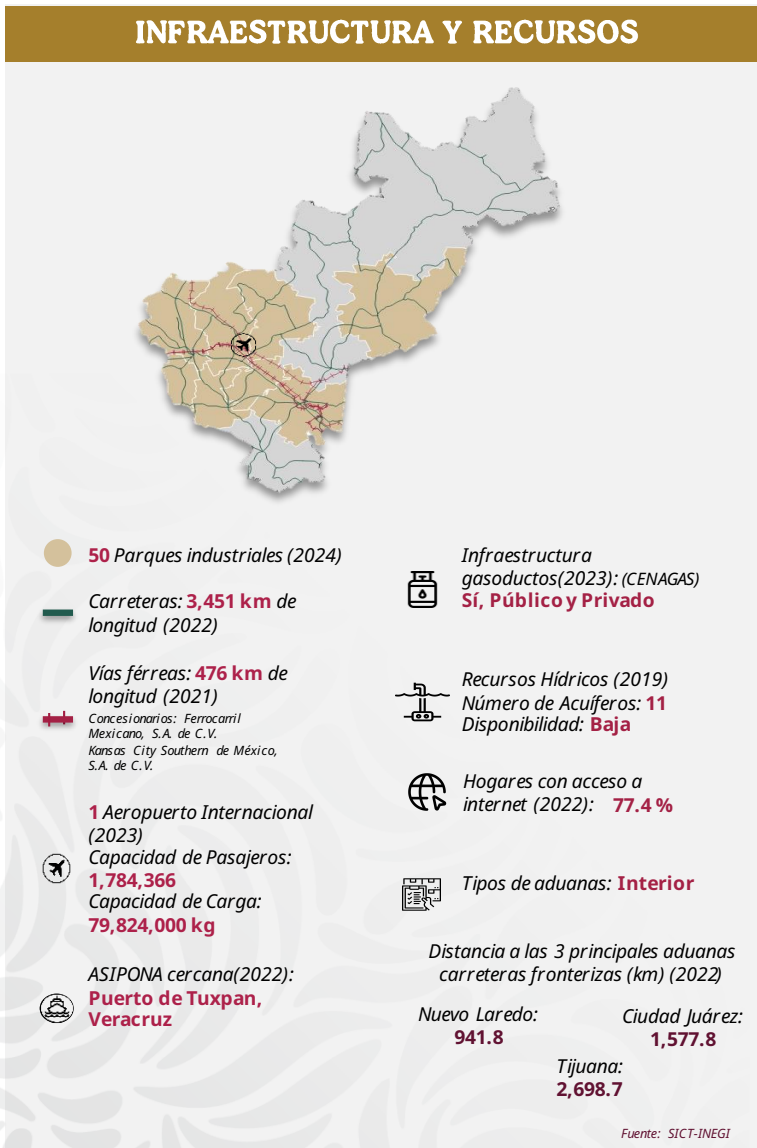 INFRAESTRUCTURA Y RECURSOS
50 Parques industriales (2024)
Carreteras: 3,451 km de
longitud (2022)
Vías férreas: 476 km de
longitud (2021)
Concesionarios: Ferrocarril
Mexicano, S.A. de C.V.
Kansas City Southern de México,
S.A. de C.V.
1 Aeropuerto Internacional
(2023)
Capacidad de Pasajeros:
1,784,366
Capacidad de Carga:
79,824,000 kg
ASIPONA cercana(2022):
Puerto de Tuxpan,
Veracruz
Infraestructura
gasoductos(2023): (CENAGAS)
Sí, Público y Privado
Recursos Hídricos (2019)
Número de Acuíferos: 11
Disponibilidad: Baja
Hogares con acceso a
internet (2022): 77.4 %
Tipos de aduanas: Interior
Distancia a las 3 principales aduanas
carreteras fronterizas (km) (2022)
Nuevo Laredo:
941.8
Ciudad Juárez:
1,577.8
Tijuana:
2,698.7
Fuente: SICT-INEGI